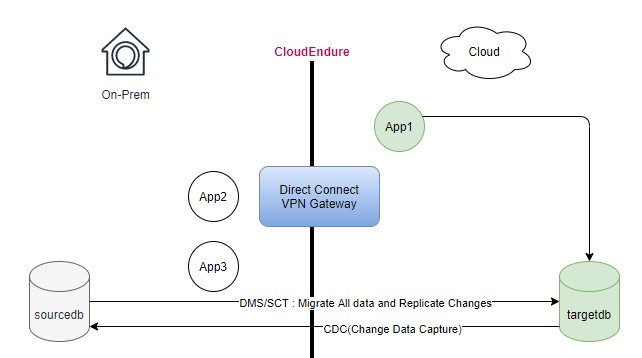 CloudEndure
Cloud
On-Prem
App1
Direct Connect
VPN Gateway
App2
App3
DMS/SCT : Migrate All data and Replicate Changes
sourcedb
targetdb
CDC(Change Data Capture)